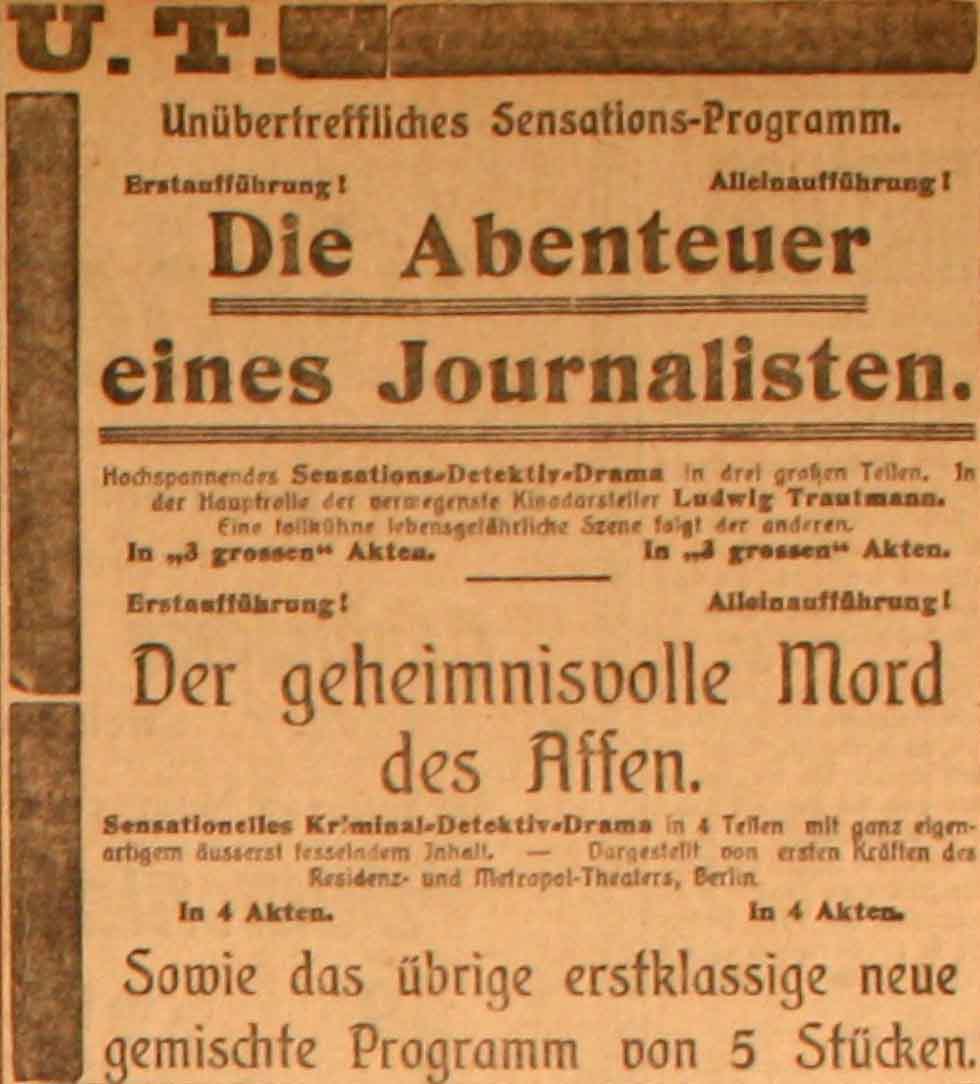 U. T.
Unübertreffliches Sensations-Programm.
Erstaufführung! Alleinaufführung!
Die Abenteuer
eines Journalisten.
Hochspannendes Sensations-Detektiv-Drama in drei großen Teilen. In
der Hauptrolle der verwegenste Kinodarsteller Ludwig Trautmann.
Eine tollkühne lebensgefährliche Szene folgt der anderen.
In „3 grossen“ Akten. In „3 grossen“ Akten.
Erstaufführung! Alleinaufführung!
Der geheimnisvolle Mord
des Affen.
Sensationelles Kriminal-Detektiv-Drama in 4 Teilen mit ganz eigen-
artigem äusserst fesselndem Inhalt. — Dargestellt von ersten Kräften des
Residenz- und Metropol-Theaters, Berlin
In 4 Akten. In 4 Akten.
Sowie das übrige erstklassige neue
gemischte Programm von 5 Stücken.